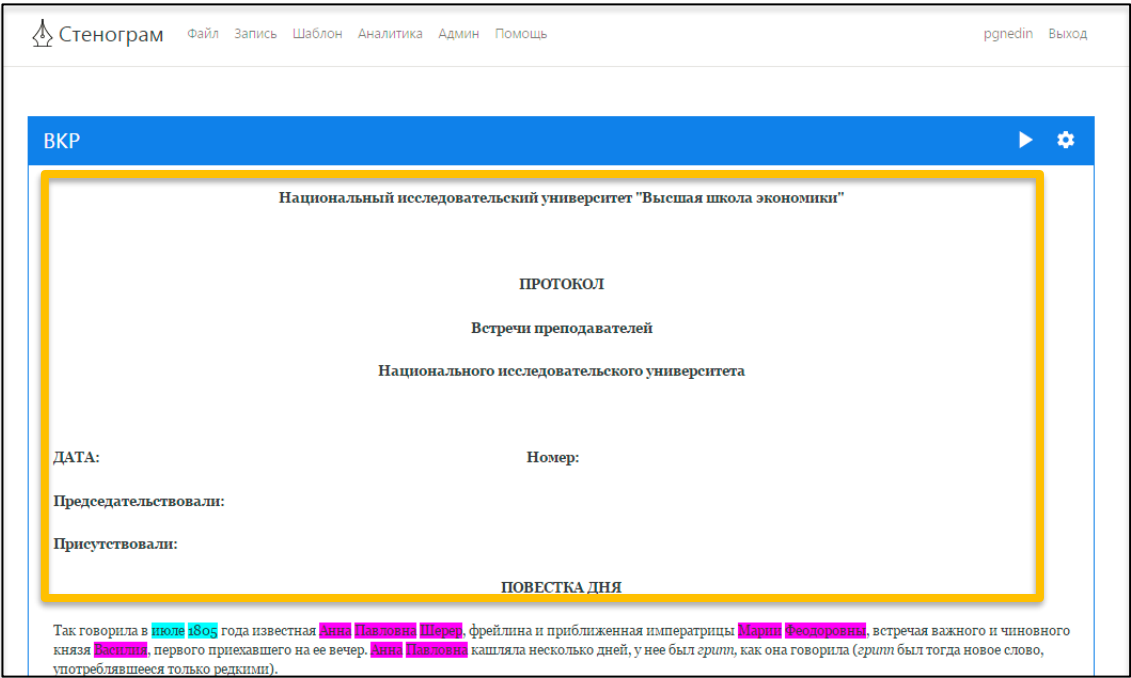 Стенограм Файл Запись Шаблон Аналитика Админ Помощь pgnedin Выход
ВКР
Национальный исследовательский университет "Высшая школа экономики"
ПРОТОКОЛ
Встречи преподавателей
Национального исследовательского университета
ДАТА: Номер:
Председательствовали:
Присутствовали:
ПОВЕСТКА ДНЯ
Так говорила в июле 1805 года известная Анна Павловна Шерер, фрейлина и приближенная императрицы Марии Феодоровны, встречая важного и чиновного
князя Василия, первого приехавшего на ее вечер. Анна Павловна кашляла несколько дней, у нее был грипп, как она говорила (грипп был тогда новое слово,
употреблявшееся только редкими).